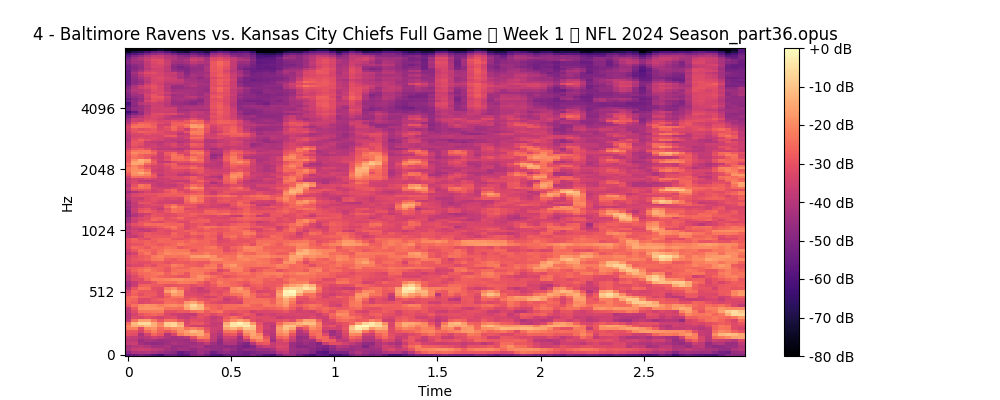 4 - Baltimore Ravens vs. Kansas City Chiefs Full Game ▯ Week 1 ▯ NFL 2024 Season_part36.opus
+0 dB
-10 dB
-20 dB
-30 dB
-40 dB
-50 dB
-60 dB
-70 dB
-80 dB
Hz
4096
2048
1024
512
0
0 0.5 1 1.5 2 2.5
Time